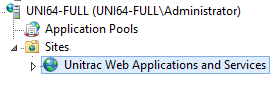 UNI64-FULL (UNI64-FULL\Administrator)
Application Pools
Sites
Unitrac Web Applications and Services